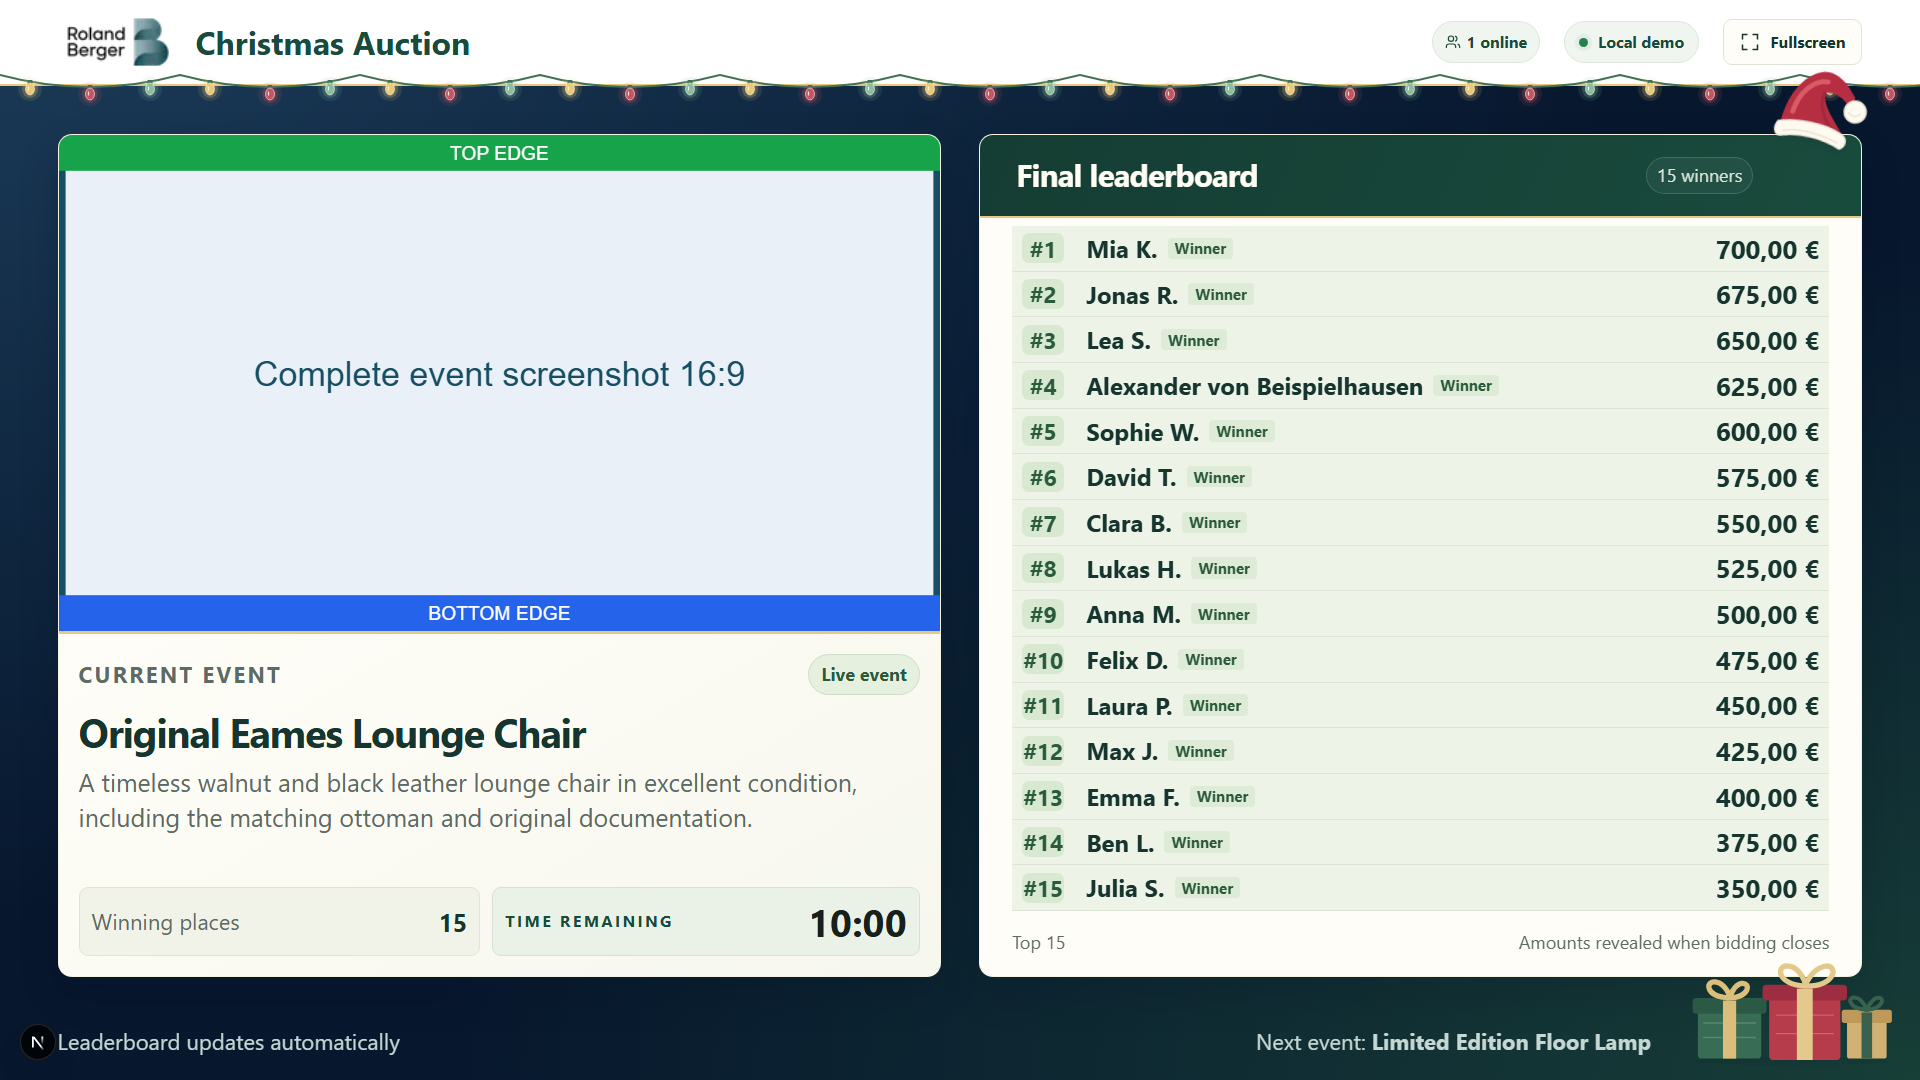 Roland
Berger
Christmas Auction
1 online
Local demo
Fullscreen
TOP EDGE
Complete event screenshot 16:9
BOTTOM EDGE
CURRENT EVENT
Live event
Original Eames Lounge Chair
A timeless walnut and black leather lounge chair in excellent condition,
including the matching ottoman and original documentation.
Winning places 15
TIME REMAINING 10:00
Final leaderboard
15 winners
#1 Mia K. Winner 700,00 €
#2 Jonas R. Winner 675,00 €
#3 Lea S. Winner 650,00 €
#4 Alexander von Beispielhausen Winner 625,00 €
#5 Sophie W. Winner 600,00 €
#6 David T. Winner 575,00 €
#7 Clara B. Winner 550,00 €
#8 Lukas H. Winner 525,00 €
#9 Anna M. Winner 500,00 €
#10 Felix D. Winner 475,00 €
#11 Laura P. Winner 450,00 €
#12 Max J. Winner 425,00 €
#13 Emma F. Winner 400,00 €
#14 Ben L. Winner 375,00 €
#15 Julia S. Winner 350,00 €
Top 15
Amounts revealed when bidding closes
N
Leaderboard updates automatically
Next event: Limited Edition Floor Lamp